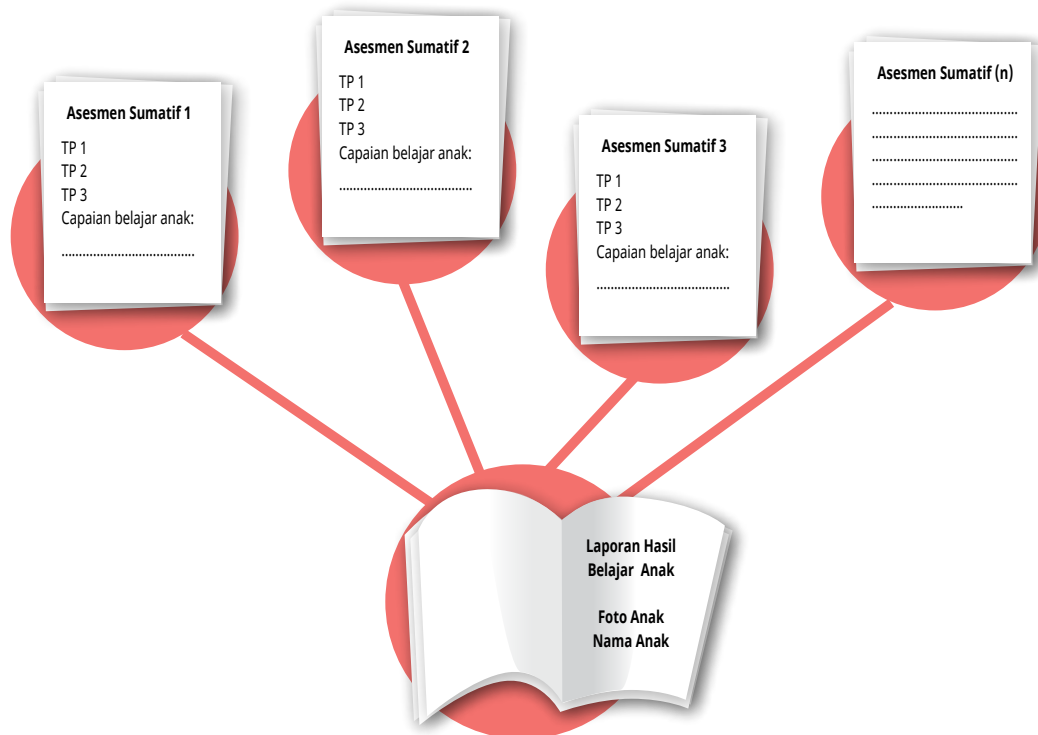 Asesmen Sumatif 1
TP 1
TP 2
TP 3
Capaian belajar anak:
.....................................
Asesmen Sumatif 2
TP 1
TP 2
TP 3
Capaian belajar anak:
.....................................
Asesmen Sumatif 3
TP 1
TP 2
TP 3
Capaian belajar anak:
.....................................
Asesmen Sumatif (n)
.........................................
.........................................
.........................................
.........................................
.........................
Laporan Hasil
Belajar Anak
Foto Anak
Nama Anak